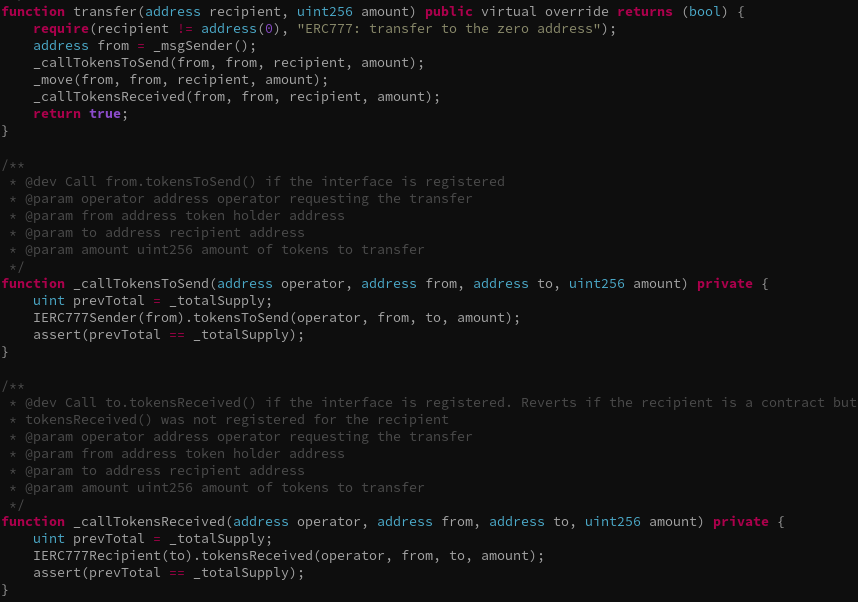 function transfer(address recipient, uint256 amount) public virtual override returns (bool) {
    require(recipient != address(0), "ERC777: transfer to the zero address");
    address from = _msgSender();
    _callTokensToSend(from, from, recipient, amount);
    _move(from, from, recipient, amount);
    _callTokensReceived(from, from, recipient, amount);
    return true;
}
/**
 * @dev Call from.tokensToSend() if the interface is registered
 * @param operator address operator requesting the transfer
 * @param from address token holder address
 * @param to address recipient address
 * @param amount uint256 amount of tokens to transfer
 */
function _callTokensToSend(address operator, address from, address to, uint256 amount) private {
    uint prevTotal = _totalSupply;
    IERC777Sender(from).tokensToSend(operator, from, to, amount);
    assert(prevTotal == _totalSupply);
}
/**
 * @dev Call to.tokensReceived() if the interface is registered. Reverts if the recipient is a contract but
 * tokensReceived() was not registered for the recipient
 * @param operator address operator requesting the transfer
 * @param from address token holder address
 * @param to address recipient address
 * @param amount uint256 amount of tokens to transfer
 */
function _callTokensReceived(address operator, address from, address to, uint256 amount) private {
    uint prevTotal = _totalSupply;
    IERC777Recipient(to).tokensReceived(operator, from, to, amount);
    assert(prevTotal == _totalSupply);
}